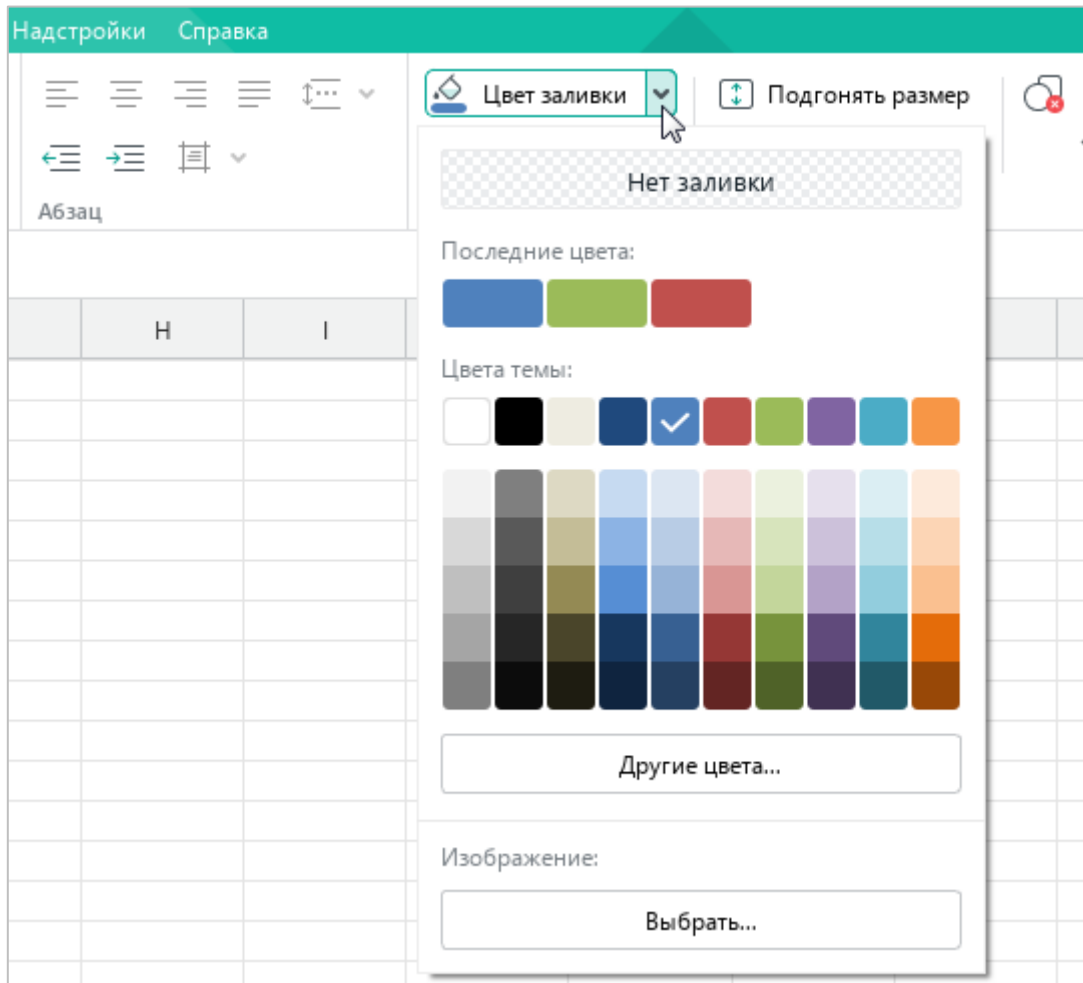 Надстройки Справка
Цвет заливки Подгонять размер
Абзац
Нет заливки
Последние цвета:
H I
Цвета темы:
Другие цвета...
Изображение:
Выбрать...